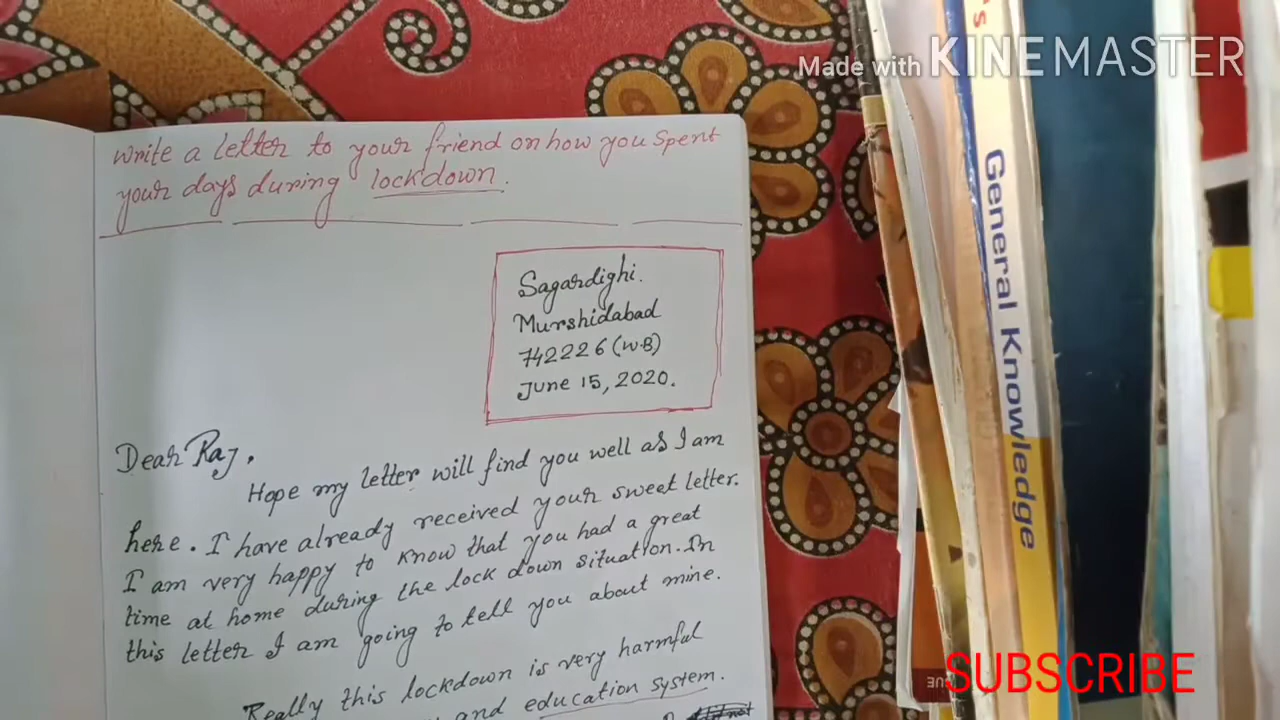 Made with KINEMASTER
write a letter to your friend on how you spent
your days during lockdown.
Sagardighi.
Murshidabad
742226 (W.B)
June 15, 2020.
Dear Raj,
Hope my letter will find you well as I am
here. I have already received your sweet letter.
I am very happy to know that you had a great
time at home during the lock down situation. In
this letter I am going to tell you about mine.
Really this lockdown is very harmful
and education system.
General Knowledge
SUBSCRIBE